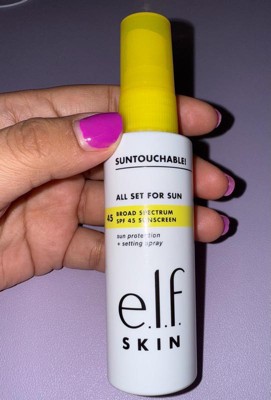 SUNTOUCHABLE!
ALL SET FOR SUN
45 BROAD SPECTRUM
SPF 45 SUNSCREEN
sun protection
+ setting spray
e.l.f.
SKIN